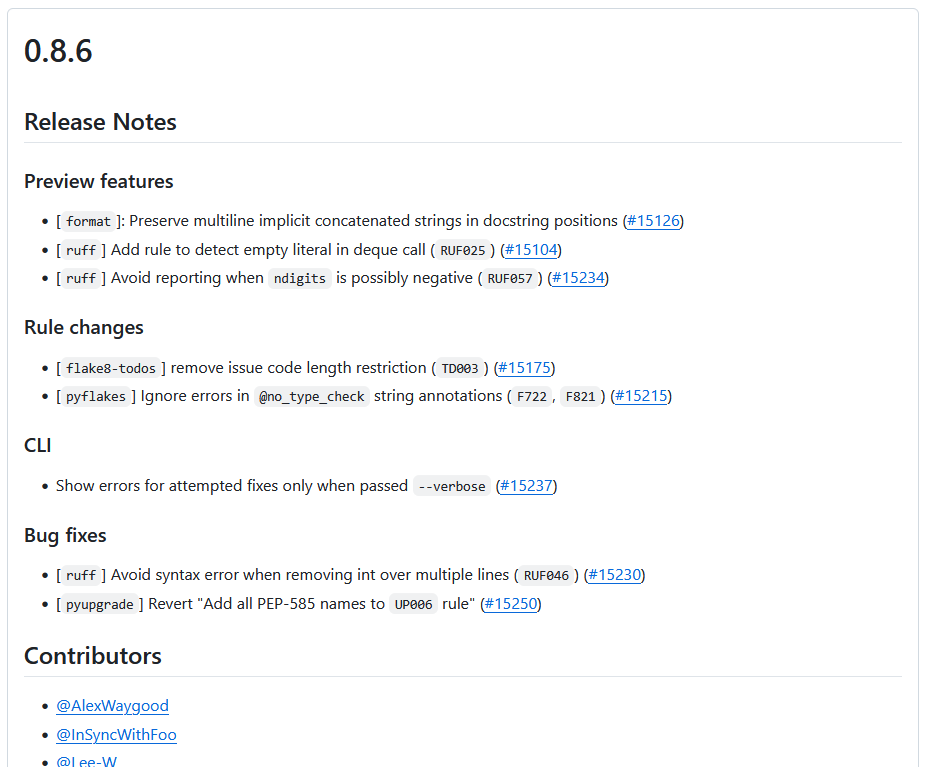 0.8.6
Release Notes
Preview features
• [ format ]: Preserve multiline implicit concatenated strings in docstring positions (#15126)
• [ ruff ] Add rule to detect empty literal in deque call ( RUF025 ) (#15104)
• [ ruff ] Avoid reporting when ndigits is possibly negative ( RUF057 ) (#15234)
Rule changes
• [ flake8-todos ] remove issue code length restriction ( TD003 ) (#15175)
• [ pyflakes ] Ignore errors in @no_type_check string annotations ( F722 , F821 ) (#15215)
CLI
• Show errors for attempted fixes only when passed --verbose (#15237)
Bug fixes
• [ ruff ] Avoid syntax error when removing int over multiple lines ( RUF046 ) (#15230)
• [ pyupgrade ] Revert "Add all PEP-585 names to UP006 rule" (#15250)
Contributors
• @AlexWaygood
• @InSyncWithFoo
• @Lee-W